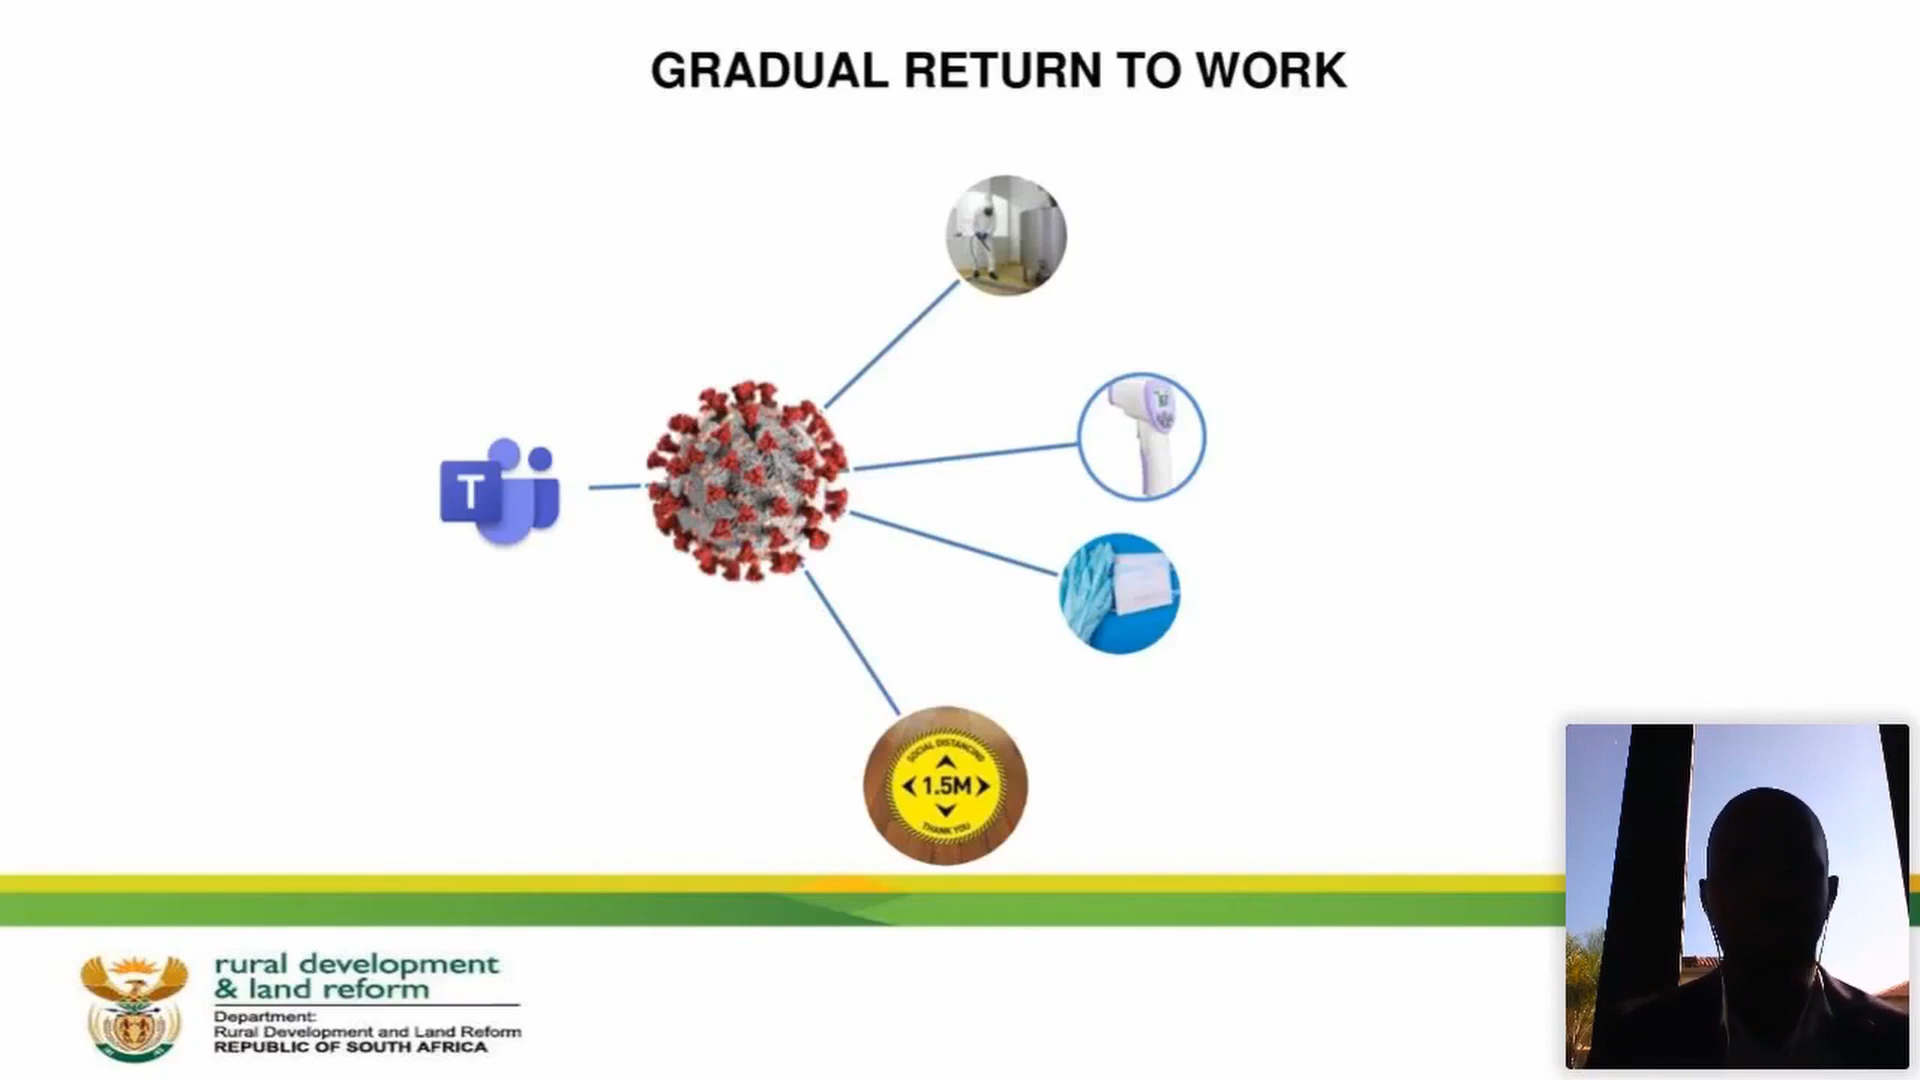 GRADUAL RETURN TO WORK
T
SOCIAL DISTANCING
1.5M
THANK YOU
rural development
& land reform
Department:
Rural Development and Land Reform
REPUBLIC OF SOUTH AFRICA